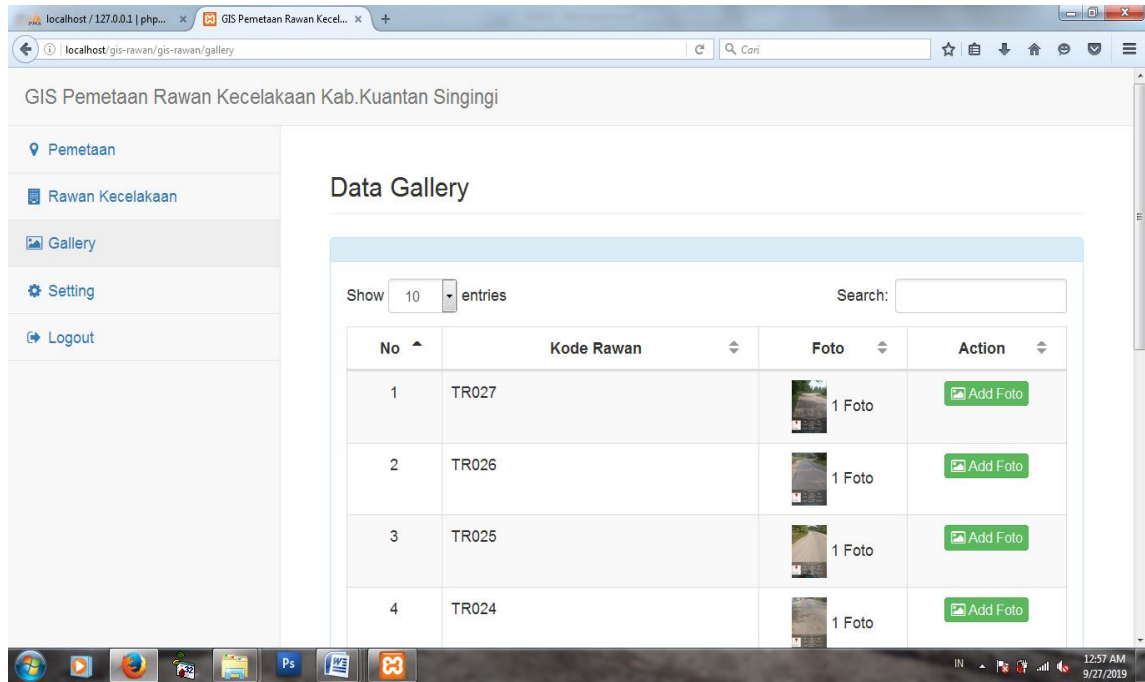 localhost / 127.0.0.1 | php... × GIS Pemetaan Rawan Kecel... × +
localhost/gis-rawan/gis-rawan/gallery Cari
GIS Pemetaan Rawan Kecelakaan Kab.Kuantan Singingi
Pemetaan
Rawan Kecelakaan
Gallery
Setting
Logout
Data Gallery
Show 10 entries Search:
No Kode Rawan Foto Action
1 TR027 1 Foto Add Foto
2 TR026 1 Foto Add Foto
3 TR025 1 Foto Add Foto
4 TR024 1 Foto Add Foto
Ps IN 12:57 AM
9/27/2019